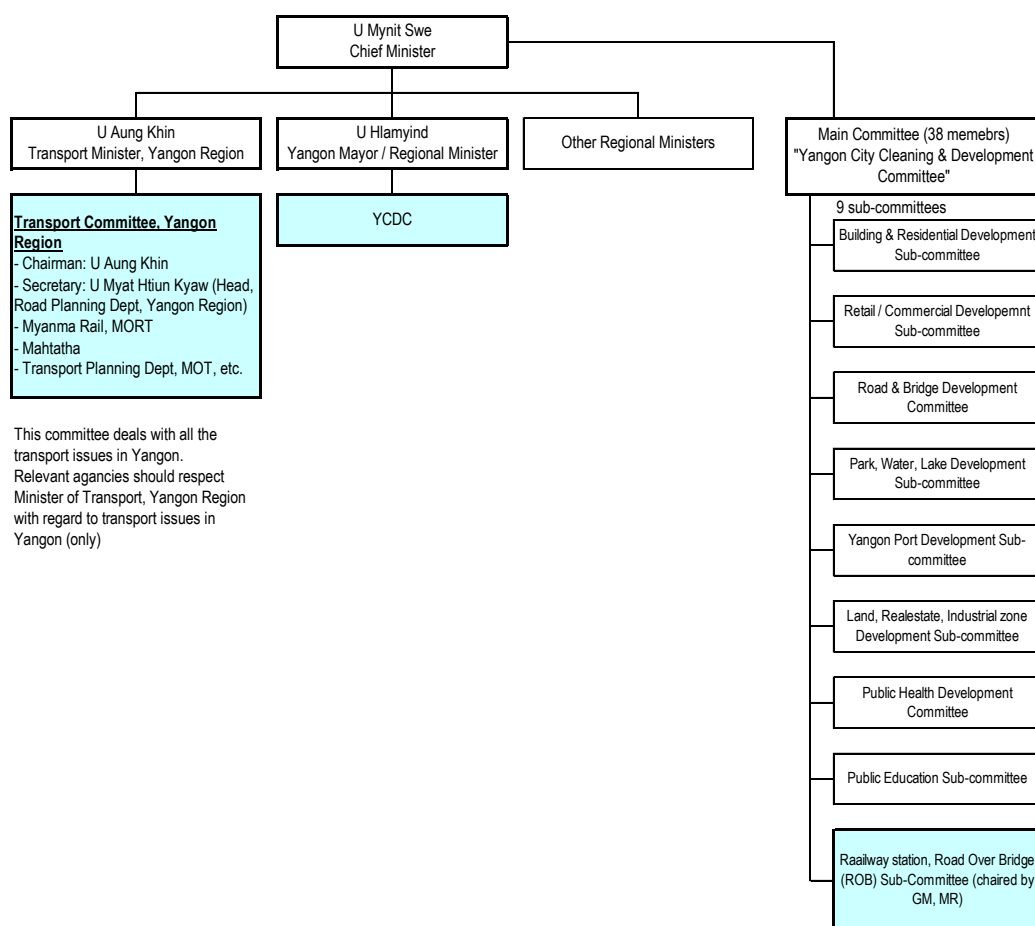 U Mynit Swe
Chief Minister
U Aung Khin
Transport Minister, Yangon Region
U Hlamyind
Yangon Mayor / Regional Minister
Other Regional Ministers
Main Committee (38 memebrs)
"Yangon City Cleaning & Development
Committee"
Transport Committee, Yangon
Region
- Chairman: U Aung Khin
- Secretary: U Myat Htiun Kyaw (Head,
Road Planning Dept, Yangon Region)
- Myanma Rail, MORT
- Mahtatha
- Transport Planning Dept, MOT, etc.
YCDC
This committee deals with all the
transport issues in Yangon.
Relevant agencies should respect
Minister of Transport, Yangon Region
with regard to transport issues in
Yangon (only)
9 sub-committees
Building & Residential Development
Sub-committee
Retail / Commercial Developemnt
Sub-committee
Road & Bridge Development
Committee
Park, Water, Lake Development
Sub-committee
Yangon Port Development Sub-
committee
Land, Realestate, Industrial zone
Development Sub-committee
Public Health Development
Committee
Public Education Sub-committee
Raailway station, Road Over Bridge
(ROB) Sub-Committee (chaired by
GM, MR)